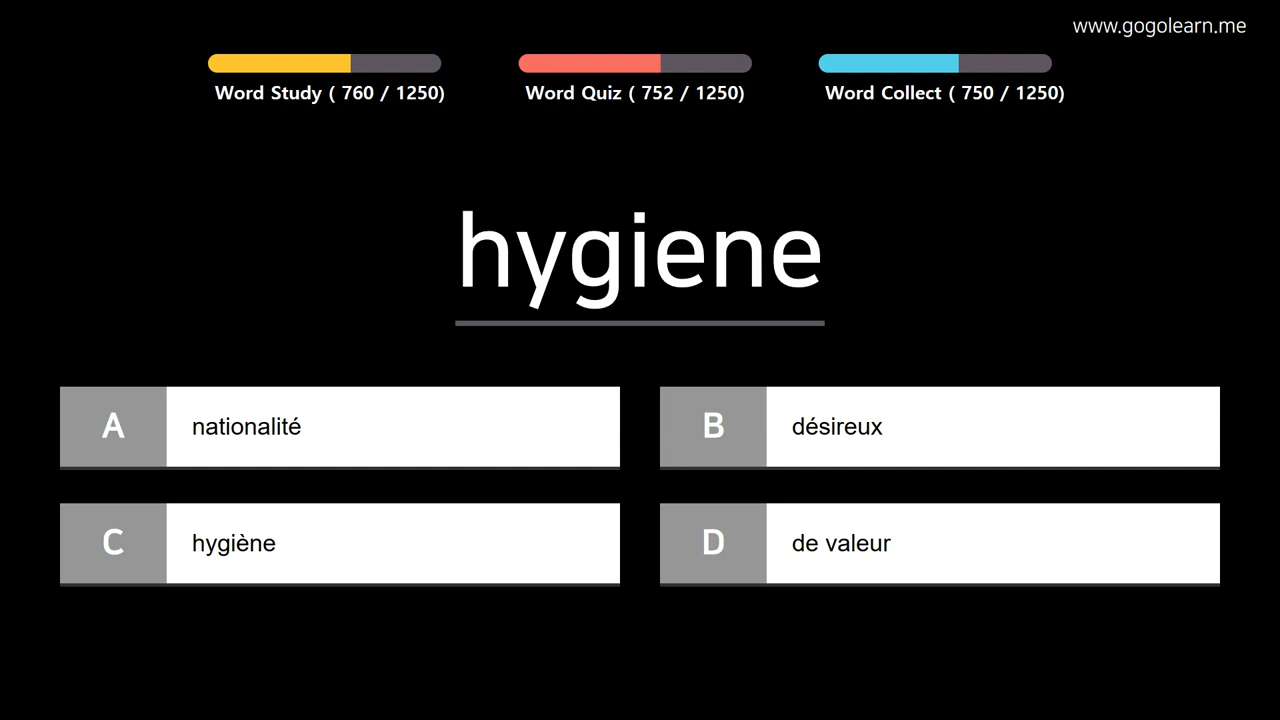 www.gogolearn.me
Word Study ( 760 / 1250)
Word Quiz ( 752 / 1250)
Word Collect ( 750 / 1250)
hygiene
A
nationalité
B
désireux
C
hygiène
D
de valeur